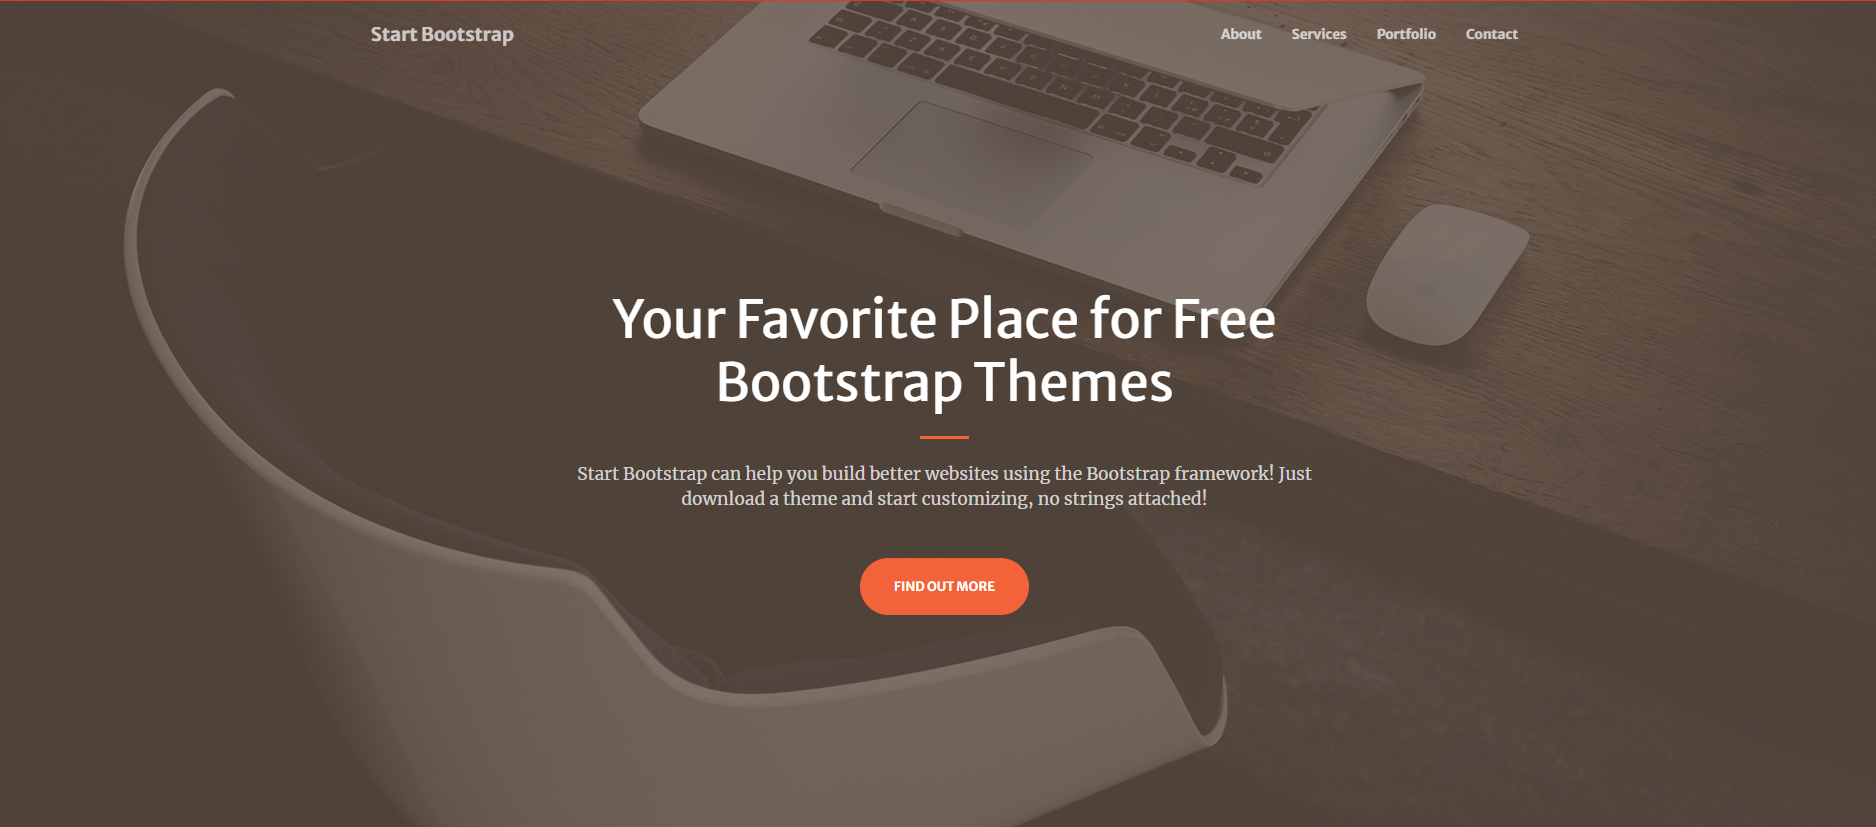 Start Bootstrap
About Services Portfolio Contact
Your Favorite Place for Free
Bootstrap Themes
Start Bootstrap can help you build better websites using the Bootstrap framework! Just
download a theme and start customizing, no strings attached!
FIND OUT MORE